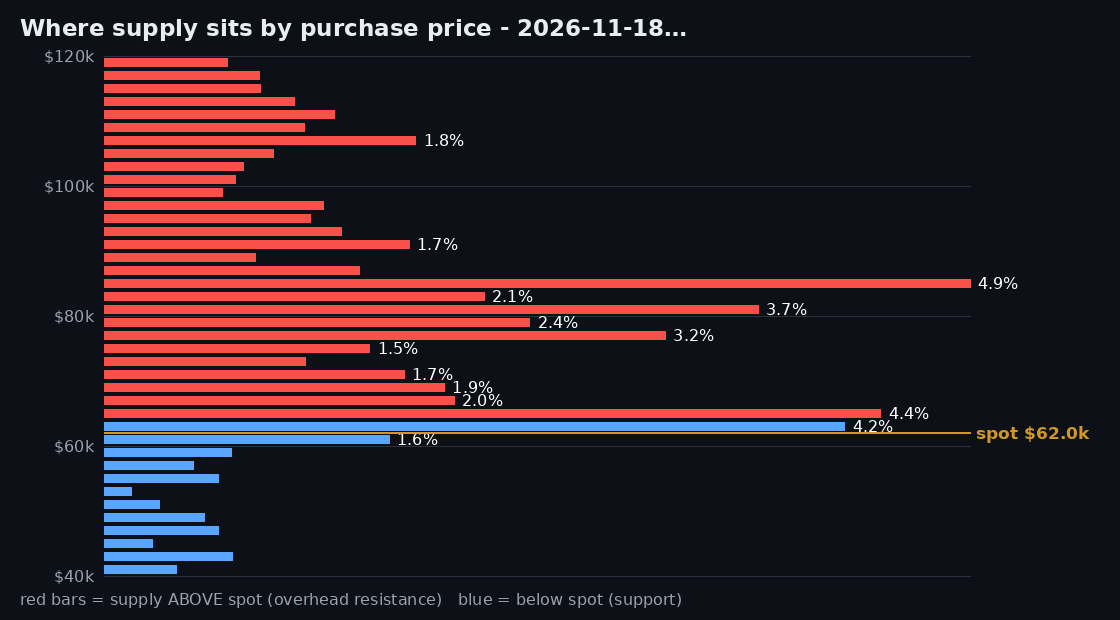 Where supply sits by purchase price - 2026-11-18…
$120k
1.8%
$100k
1.7%
4.9%
2.1%
3.7%
$80k
2.4%
3.2%
1.5%
1.7%
1.9%
2.0%
4.4%
4.2%
spot $62.0k
1.6%
$60k
$40k
red bars = supply ABOVE spot (overhead resistance)   blue = below spot (support)